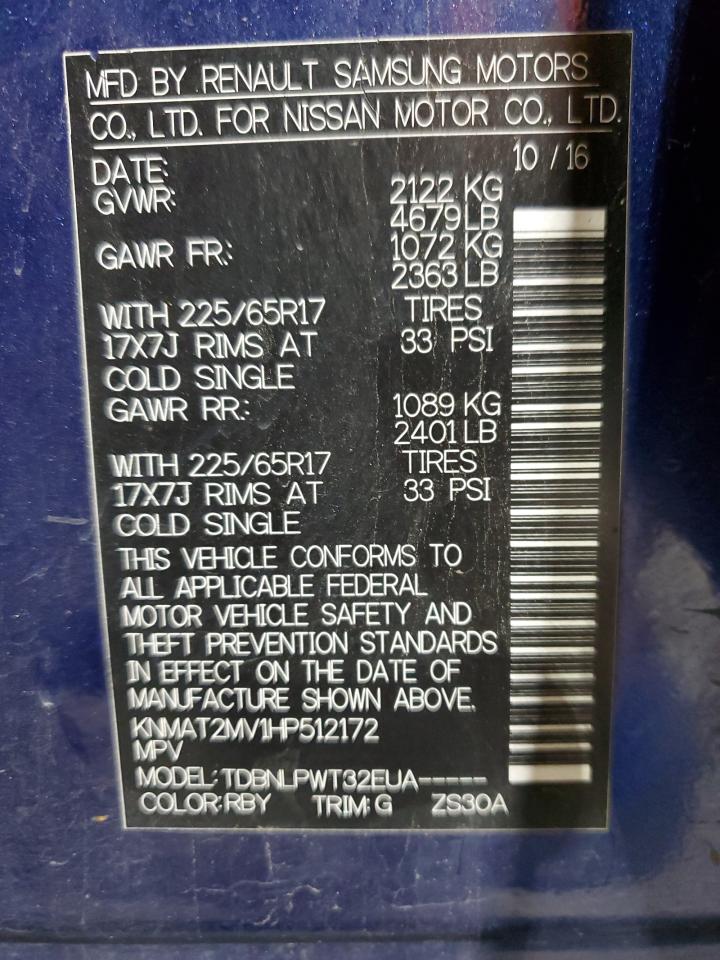 MFD BY RENAULT SAMSUNG MOTORS
CO., LTD. FOR NISSAN MOTOR CO., LTD.
DATE: 10 / 16
GVWR: 2122 KG
4679 LB
GAWR FR: 1072 KG
2363 LB
WITH 225/65R17 TIRES
17X7J RIMS AT 33 PSI
COLD SINGLE
GAWR RR: 1089 KG
2401 LB
WITH 225/65R17 TIRES
17X7J RIMS AT 33 PSI
COLD SINGLE
THIS VEHICLE CONFORMS TO
ALL APPLICABLE FEDERAL
MOTOR VEHICLE SAFETY AND
THEFT PREVENTION STANDARDS
IN EFFECT ON THE DATE OF
MANUFACTURE SHOWN ABOVE.
KNMAT2MV1HP512172
MPV
MODEL: TDBNLPWT32EUA-----
COLOR:RBY TRIM: G ZS30A